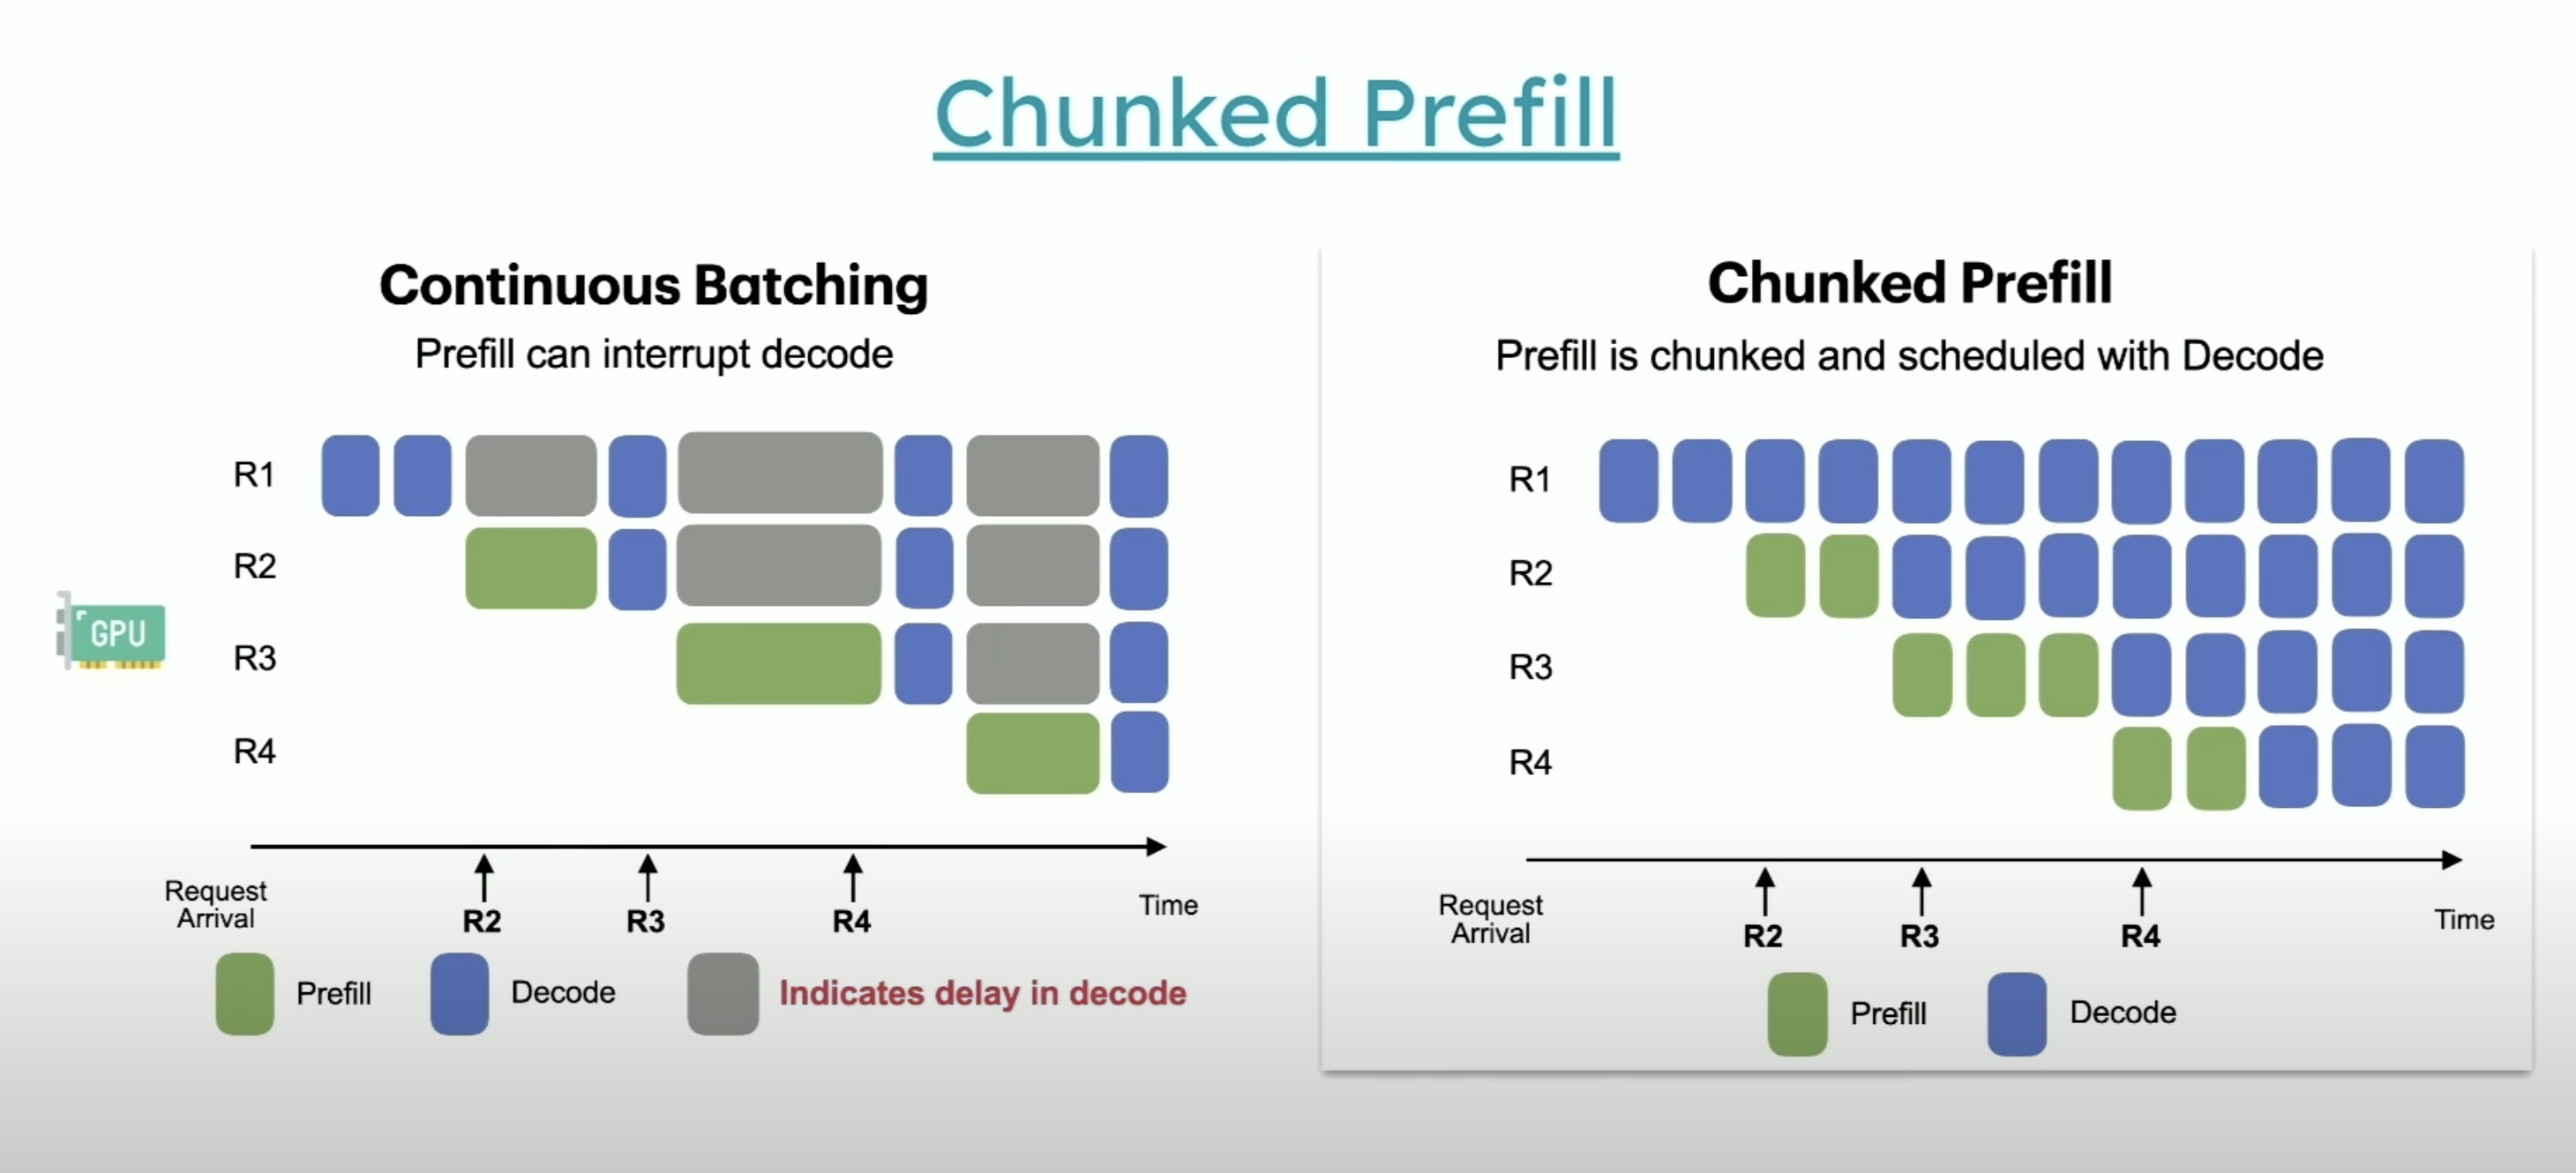 Chunked Prefill
Continuous Batching
Prefill can interrupt decode
R1
R2
R3
R4
GPU
Request
Arrival
R2
R3
R4
Time
Prefill
Decode
Indicates delay in decode
Chunked Prefill
Prefill is chunked and scheduled with Decode
R1
R2
R3
R4
Request
Arrival
R2
R3
R4
Time
Prefill
Decode